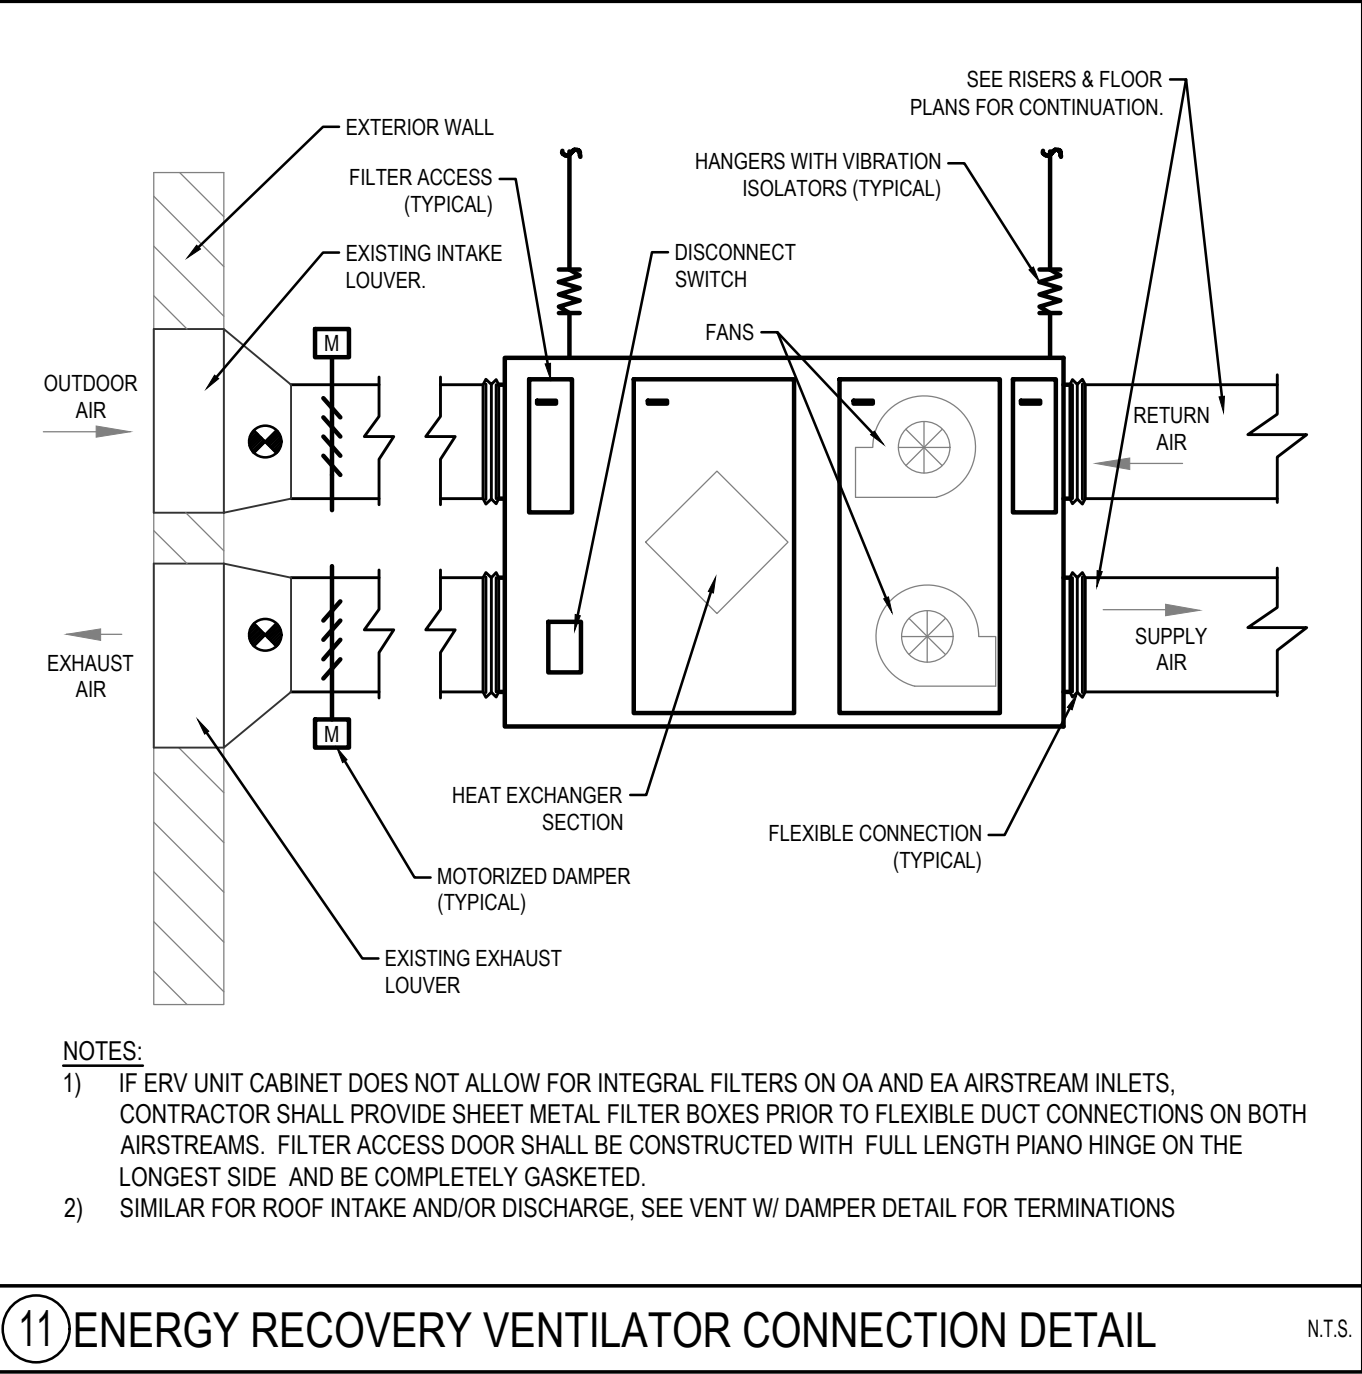 SEE RISERS & FLOOR
PLANS FOR CONTINUATION.
EXTERIOR WALL
HANGERS WITH VIBRATION
ISOLATORS (TYPICAL)
FILTER ACCESS
(TYPICAL)
EXISTING INTAKE
LOUVER.
DISCONNECT
SWITCH
FANS
M
OUTDOOR
AIR
RETURN
AIR
EXHAUST
AIR
SUPPLY
AIR
M
HEAT EXCHANGER
SECTION
FLEXIBLE CONNECTION
(TYPICAL)
MOTORIZED DAMPER
(TYPICAL)
EXISTING EXHAUST
LOUVER
NOTES:
1) IF ERV UNIT CABINET DOES NOT ALLOW FOR INTEGRAL FILTERS ON OA AND EA AIRSTREAM INLETS,
CONTRACTOR SHALL PROVIDE SHEET METAL FILTER BOXES PRIOR TO FLEXIBLE DUCT CONNECTIONS ON BOTH
AIRSTREAMS. FILTER ACCESS DOOR SHALL BE CONSTRUCTED WITH FULL LENGTH PIANO HINGE ON THE
LONGEST SIDE AND BE COMPLETELY GASKETED.
2) SIMILAR FOR ROOF INTAKE AND/OR DISCHARGE, SEE VENT W/ DAMPER DETAIL FOR TERMINATIONS
11 ENERGY RECOVERY VENTILATOR CONNECTION DETAIL N.T.S.